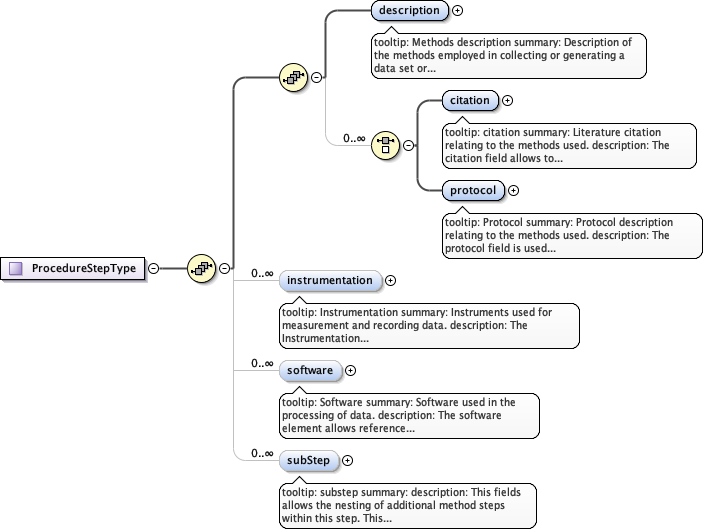 description
tooltip: Methods description summary: Description of
the methods employed in collecting or generating a
data set or...
0..∞
citation
tooltip: citation summary: Literature citation
relating to the methods used. description: The
citation field allows to...
protocol
tooltip: Protocol summary: Protocol description
relating to the methods used. description: The
protocol field is used...
ProcedureStepType
0..∞
instrumentation
tooltip: Instrumentation summary: Instruments used for
measurement and recording data. description: The
Instrumentation...
0..∞
software
tooltip: Software summary: Software used in the
processing of data. description: The software
element allows reference...
0..∞
subStep
tooltip: substep summary: description: This fields
allows the nesting of additional method steps
within this step. This...